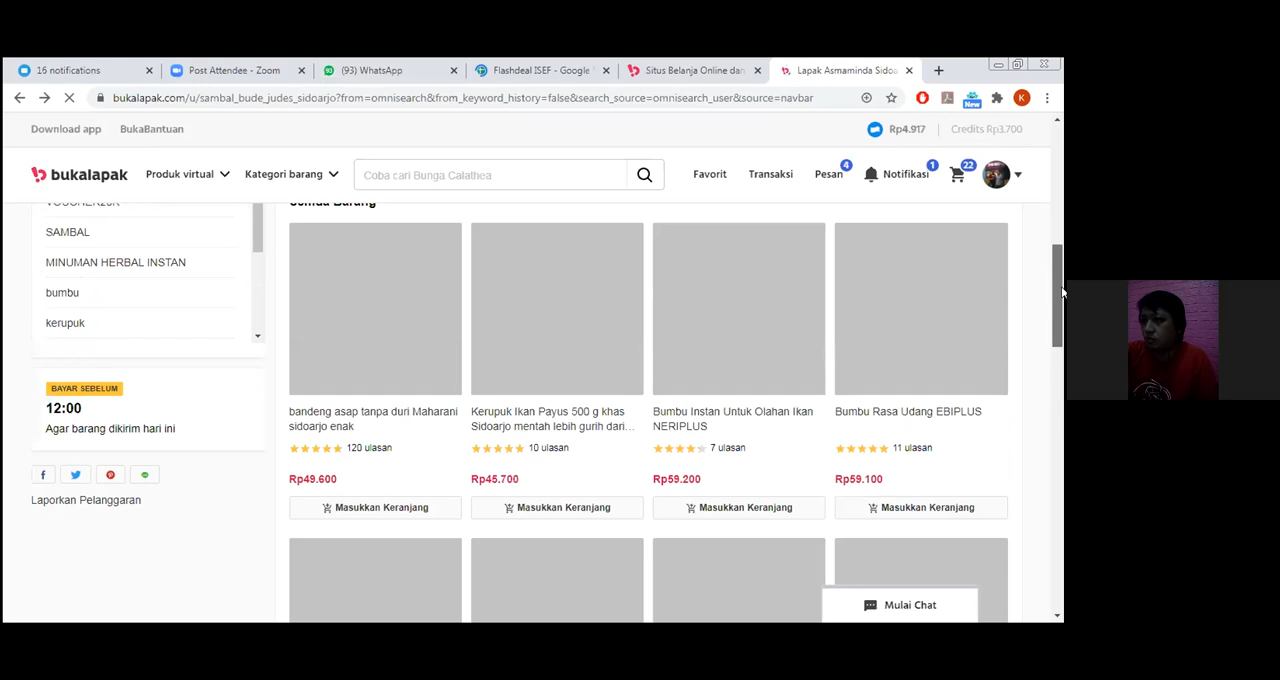 16 notifications
Post Attendee - Zoom
(93) WhatsApp
Flashdeal ISEF - Google
Situs Belanja Online dan
Lapak Asmaminda Sidoa
bukalapak.com/u/sambal_bude_judes_sidoarjo?from=omnisearch&from_keyword_history=false&search_source=omnisearch_user&source=navbar
New
K
Download app
BukaBantuan
Rp4.917
Credits Rp3.700
bukalapak
Produk virtual
Kategori barang
Coba cari Bunga Calathea
Favorit
Transaksi
Pesan 4
Notifikasi 1
22
VOUCHER20K
Semua Barang
SAMBAL
MINUMAN HERBAL INSTAN
bumbu
kerupuk
BAYAR SEBELUM
12:00
Agar barang dikirim hari ini
Laporkan Pelanggaran
bandeng asap tanpa duri Maharani
sidoarjo enak
120 ulasan
Rp49.600
Masukkan Keranjang
Kerupuk Ikan Payus 500 g khas
Sidoarjo mentah lebih gurih dari...
10 ulasan
Rp45.700
Masukkan Keranjang
Bumbu Instan Untuk Olahan Ikan
NERIPLUS
7 ulasan
Rp59.200
Masukkan Keranjang
Bumbu Rasa Udang EBIPLUS
11 ulasan
Rp59.100
Masukkan Keranjang
Mulai Chat